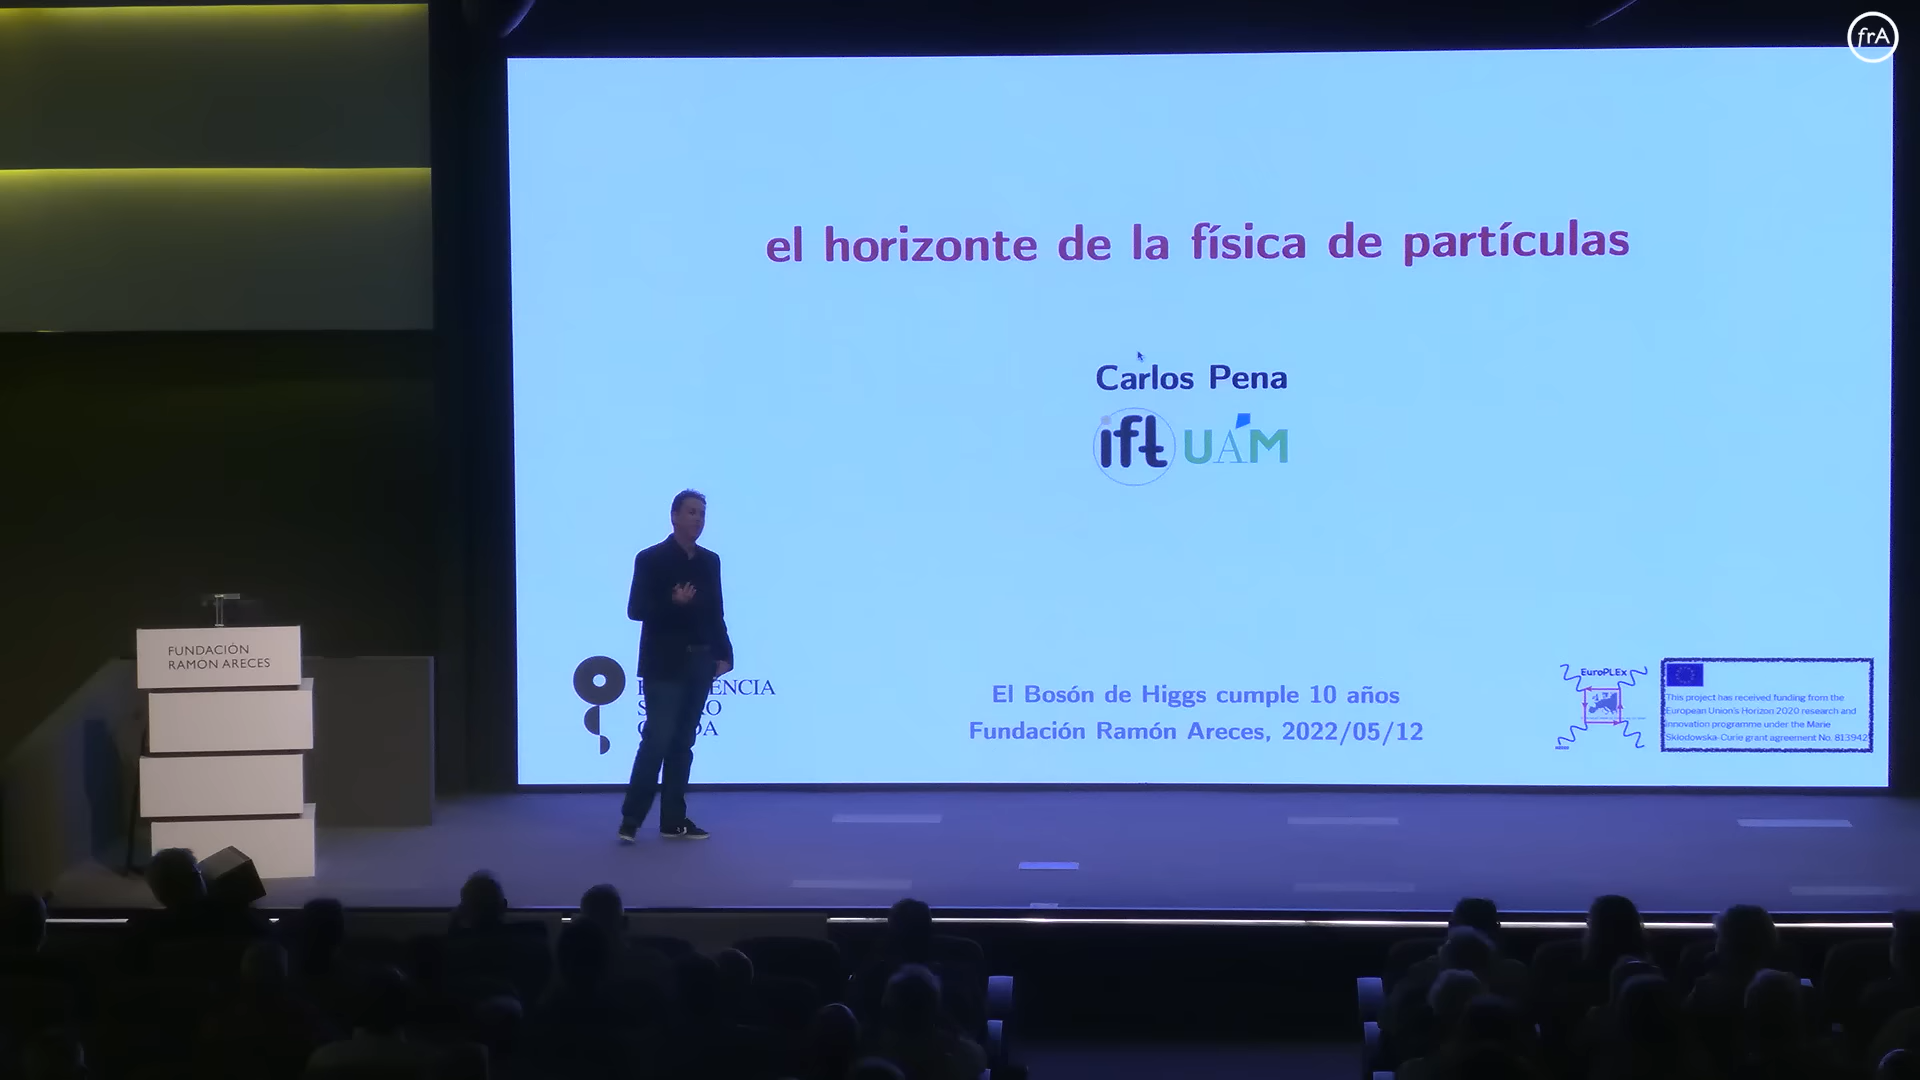 frA
el horizonte de la física de partículas
Carlos Pena
ift UAM
FUNDACIÓN
RAMÓN ARECES
El Bosón de Higgs cumple 10 años
Fundación Ramón Areces, 2022/05/12
EuroPLEx
This project has received funding from the
European Union's Horizon 2020 research and
innovation programme under the Marie
Skłodowska-Curie grant agreement No. 813942